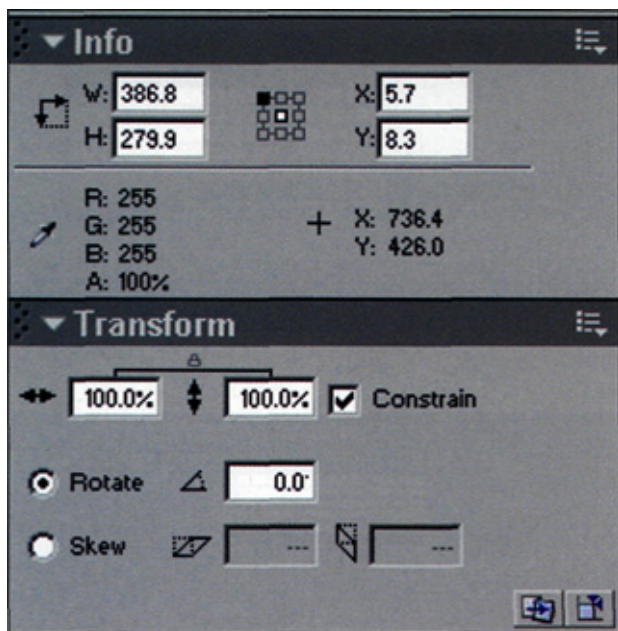 Info
W: 386.8 X: 5.7
H: 279.9 Y: 8.3
R: 255
G: 255 X: 736.4
B: 255 Y: 426.0
A: 100%
Transform
100.0% 100.0% Constrain
Rotate 0.0°
Skew --- ---